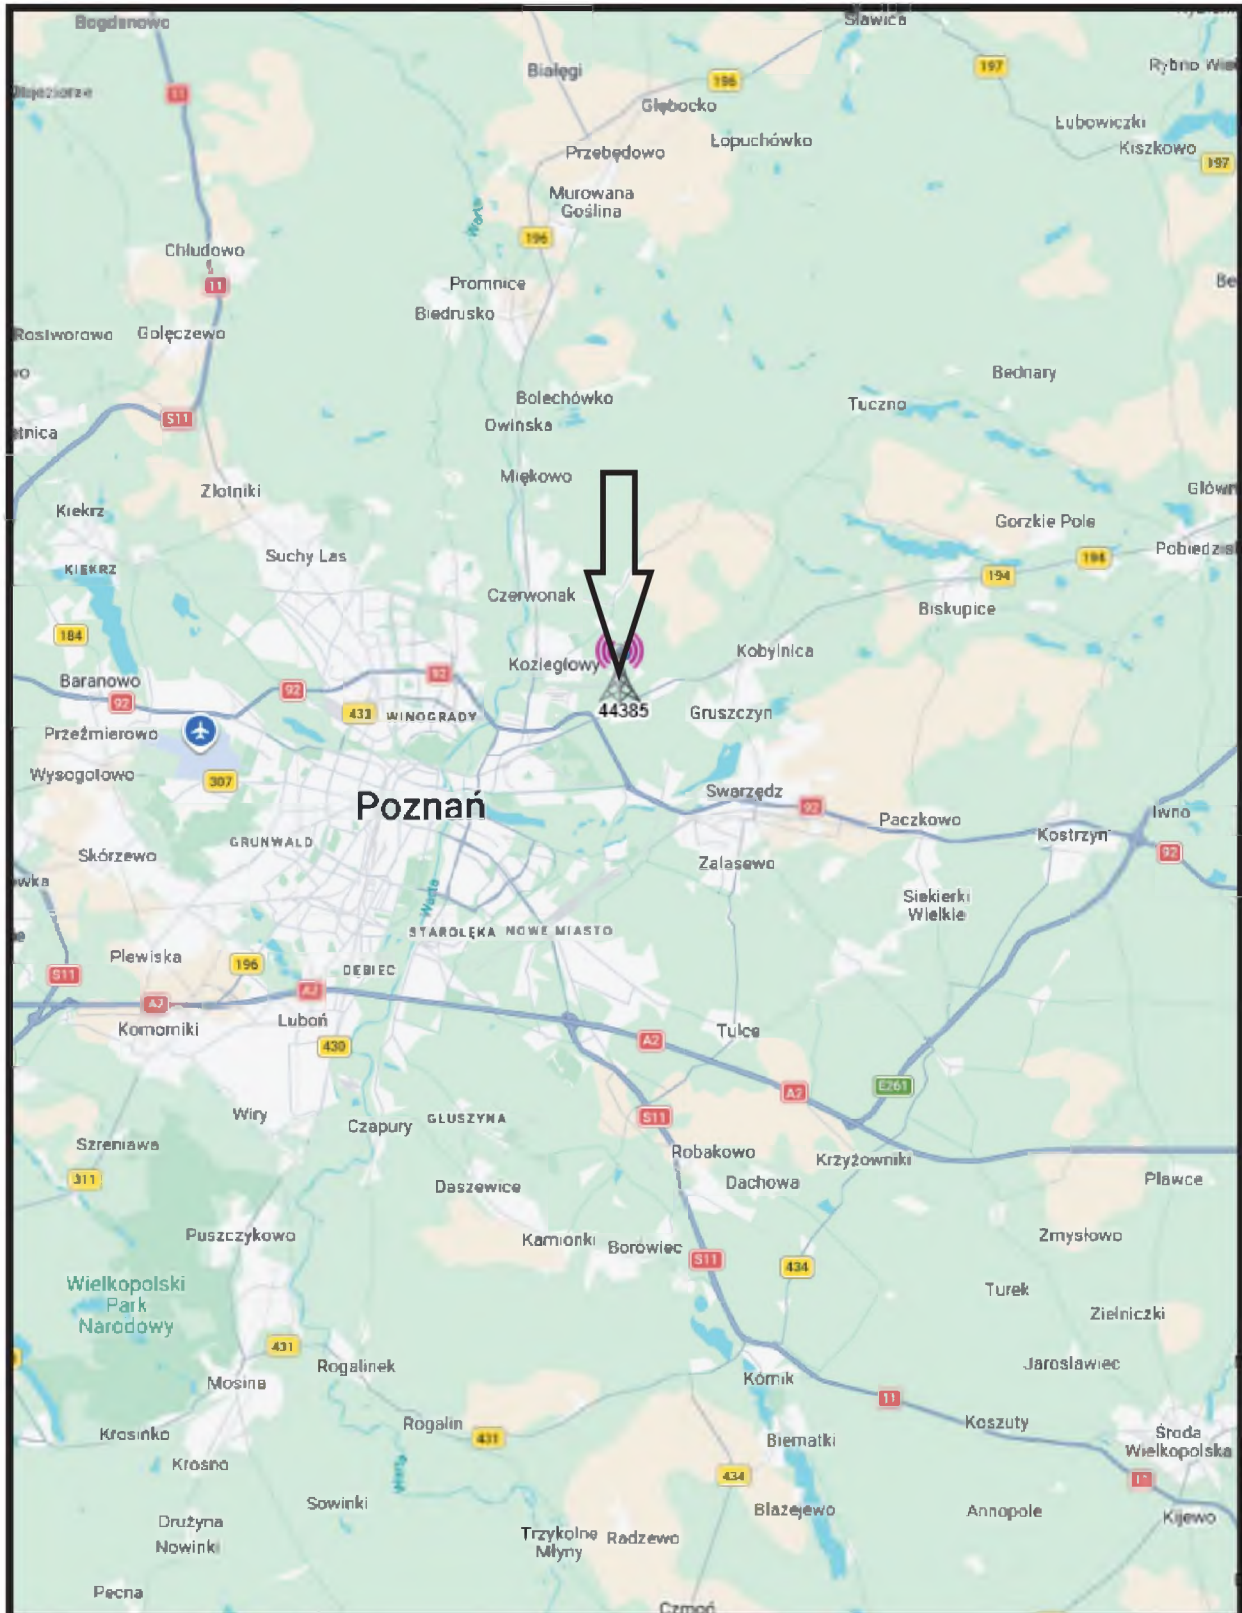 Bogdanowo
Sławica
Białęgi
196
197
Głębocko
11
Łubowiczki
Łopuchówko
Kiszkowo
Przebędowo
197
Murowana
Goślina
Warta
196
Chludowo
11
Promnice
Biedrusko
Rostworowo
Golęczewo
Bednary
Bolechówko
Tuczno
S11
Owińska
Miękowo
Złotniki
Kiekrz
Gorzkie Pole
Suchy Las
KIEKRZ
194
194
Czerwonak
Biskupice
184
Kobylnica
Koziegłowy
Baranowo
92
92
92
44385
Gruszczyn
433
WINOGRADY
Przeźmierowo
Wysogotowo
307
Swarzędz
Poznań
92
Paczkowo
Iwno
Kostrzyn
GRUNWALD
92
Skórzewo
Zalasewo
Siekierki
Wielkie
Warta
STAROŁĘKA
NOWE MIASTO
Plewiska
196
DĘBIEC
S11
A2
A2
Komorniki
Luboń
Tulce
430
A2
E261
A2
Wiry
Czapury
GŁUSZYNA
S11
Szreniawa
Robakowo
Krzyżowniki
311
Daszewice
Dachowa
Pławce
Puszczykowo
Kamionki
Borówiec
Zmysłowo
S11
434
Wielkopolski
Park
Narodowy
Turek
Zielniczki
431
Rogalinek
Jarosławiec
Mosina
Kórnik
11
Rogalin
Koszuty
Krosinko
431
Biernatki
Środa
Wielkopolska
Krosno
Warta
434
11
Sowinki
Błażejewo
Annopole
Kijewo
Drużyna
Nowinki
Trzykolne
Młyny
Radzewo
Pecna
Czmoń